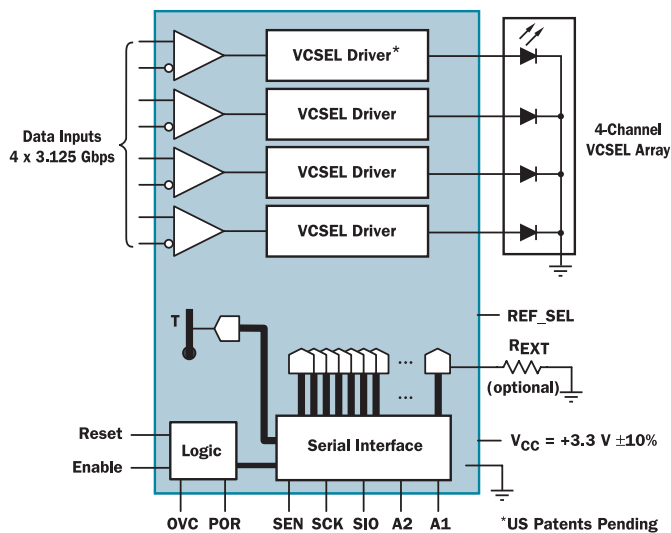 VCSEL Driver*
VCSEL Driver
VCSEL Driver
VCSEL Driver
Data Inputs
4 x 3.125 Gbps
4-Channel
VCSEL Array
T
REF_SEL
REXT
(optional)
...
...
Reset
Enable
Logic
Serial Interface
VCC = +3.3 V ±10%
OVC POR SEN SCK SIO A2 A1
*US Patents Pending